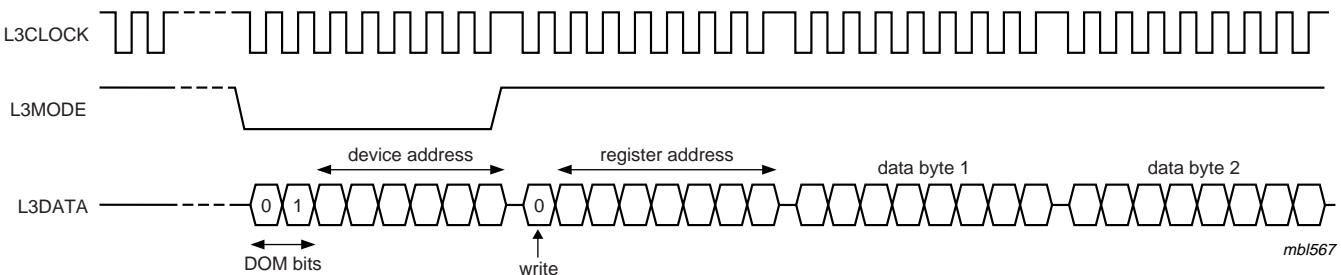 L3CLOCK
L3MODE
device address
register address
data byte 1
data byte 2
L3DATA
0 1
0
DOM bits
write
mbl567